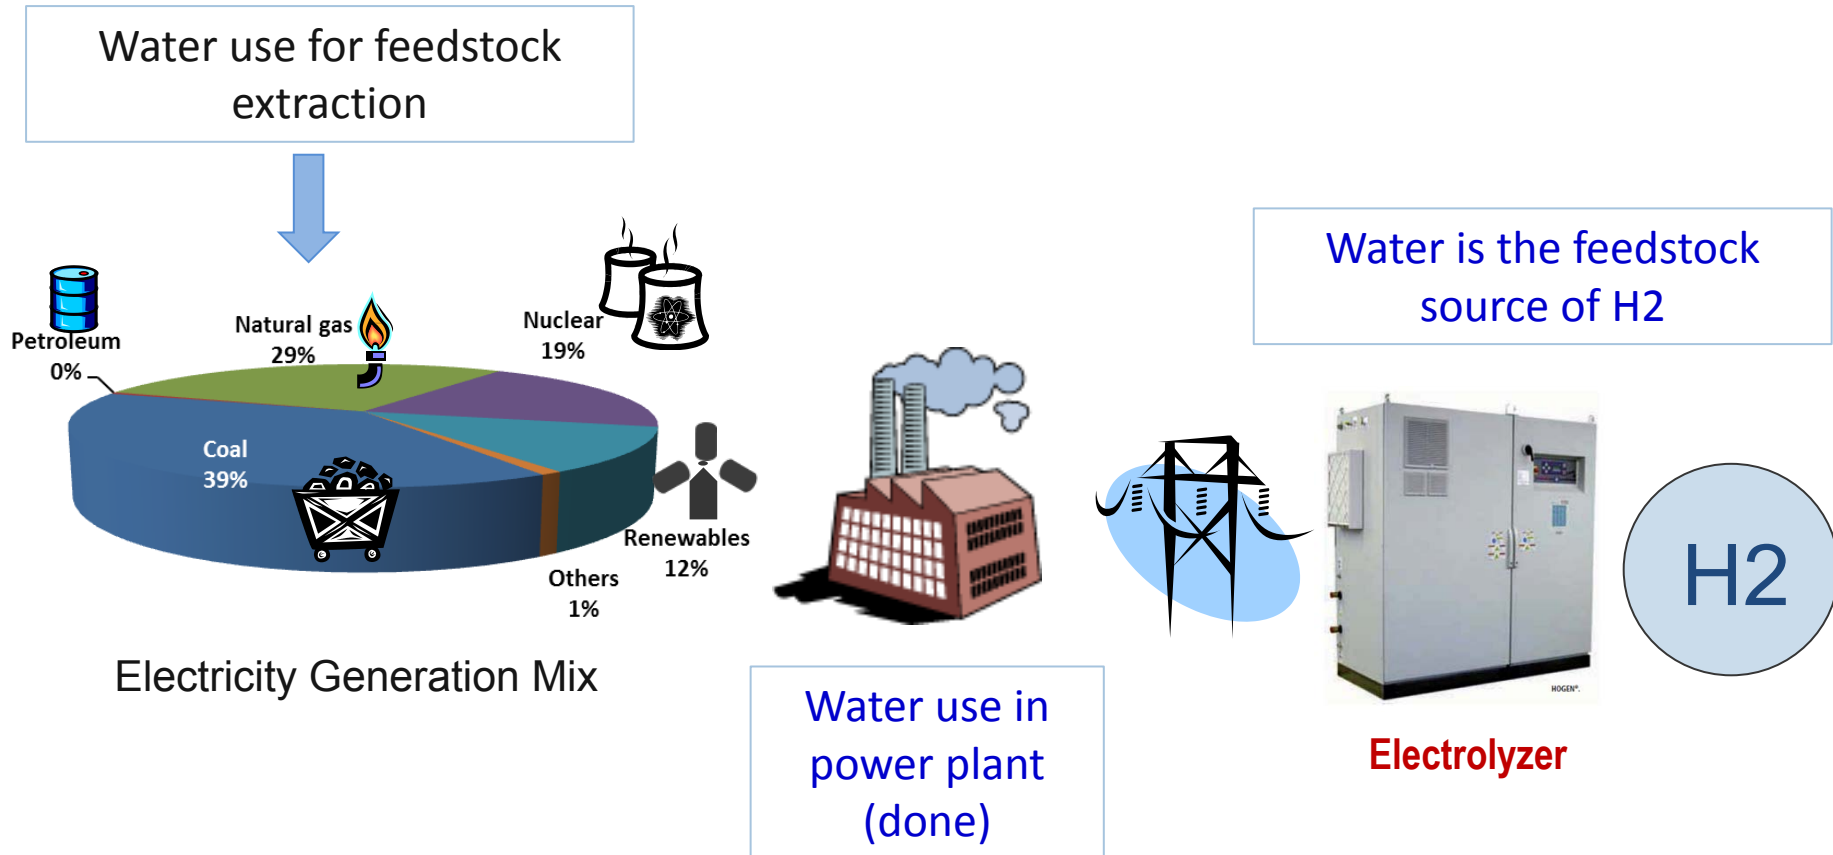 Water use for feedstock
extraction
Petroleum
0%
Natural gas
29%
Nuclear
19%
Coal
39%
Renewables
12%
Others
1%
Electricity Generation Mix
Water use in
power plant
(done)
Water is the feedstock
source of H2
HOGEN®.
Electrolyzer
H2